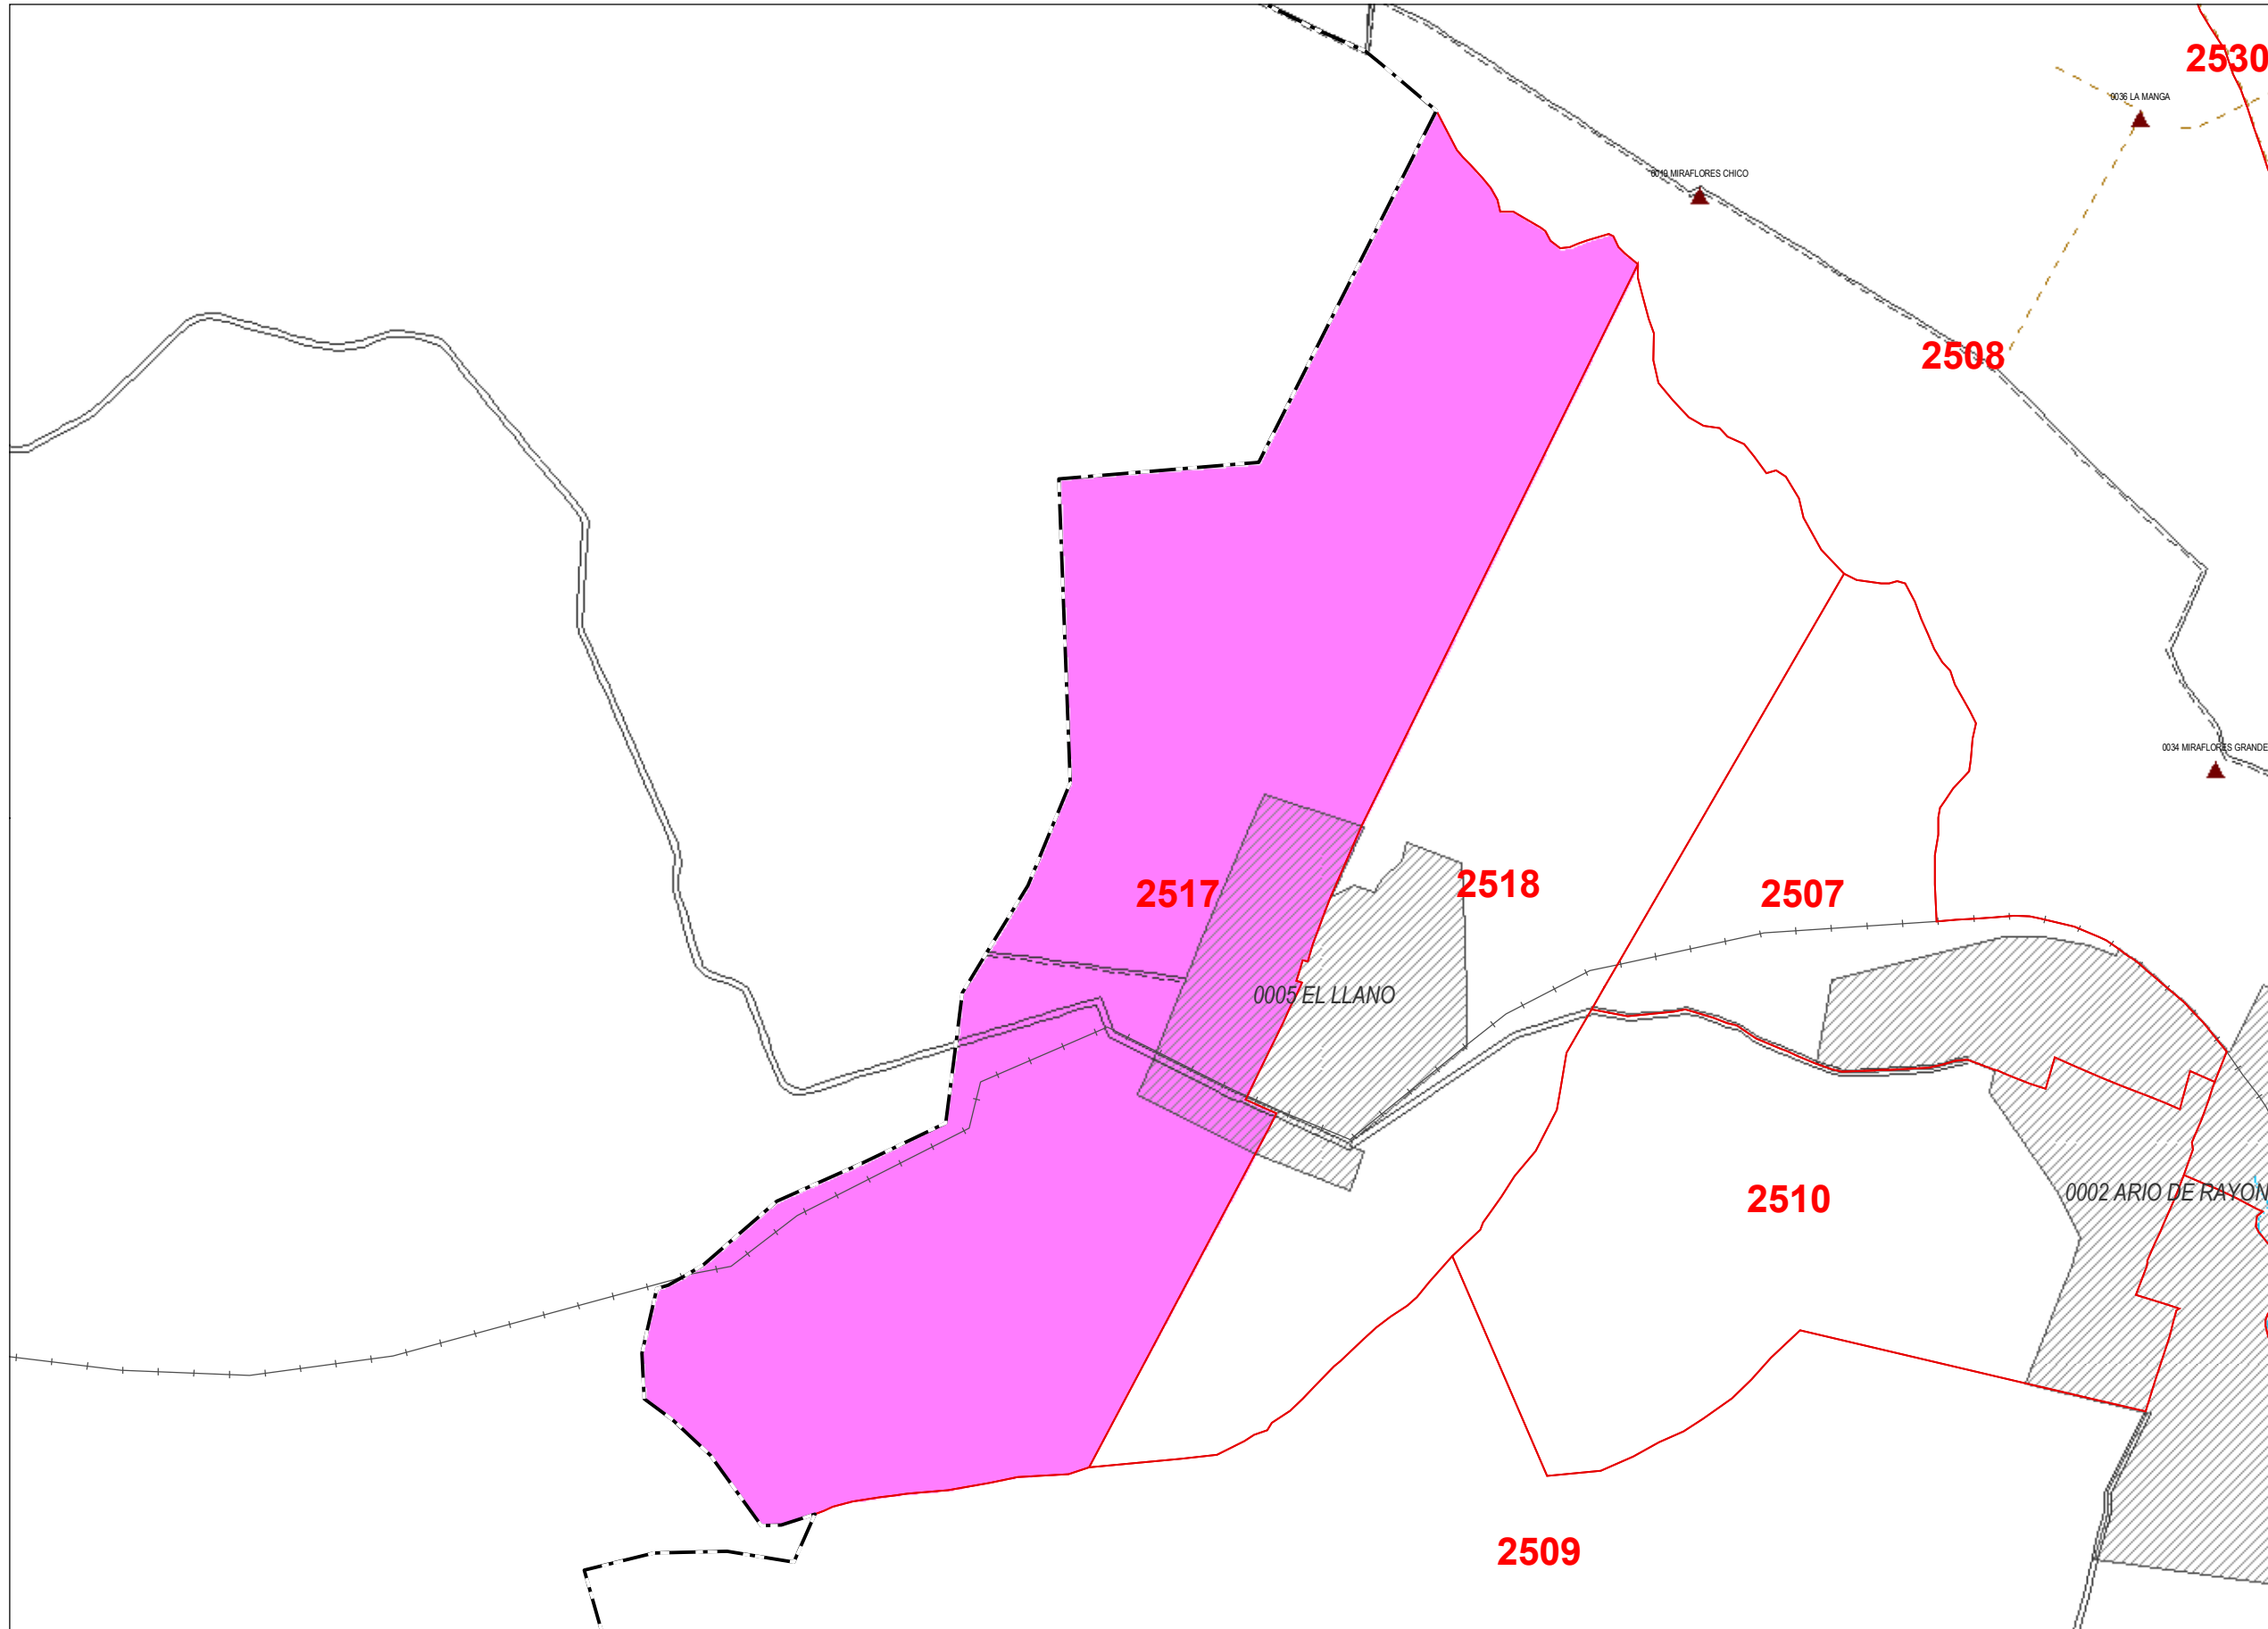 2530
0036 LA MANGA
0019 MIRAFLORES CHICO
2508
0034 MIRAFLORES GRANDE
2517
2518
2507
0005 EL LLANO
2510
0002 ARIO DE RAYON
2509